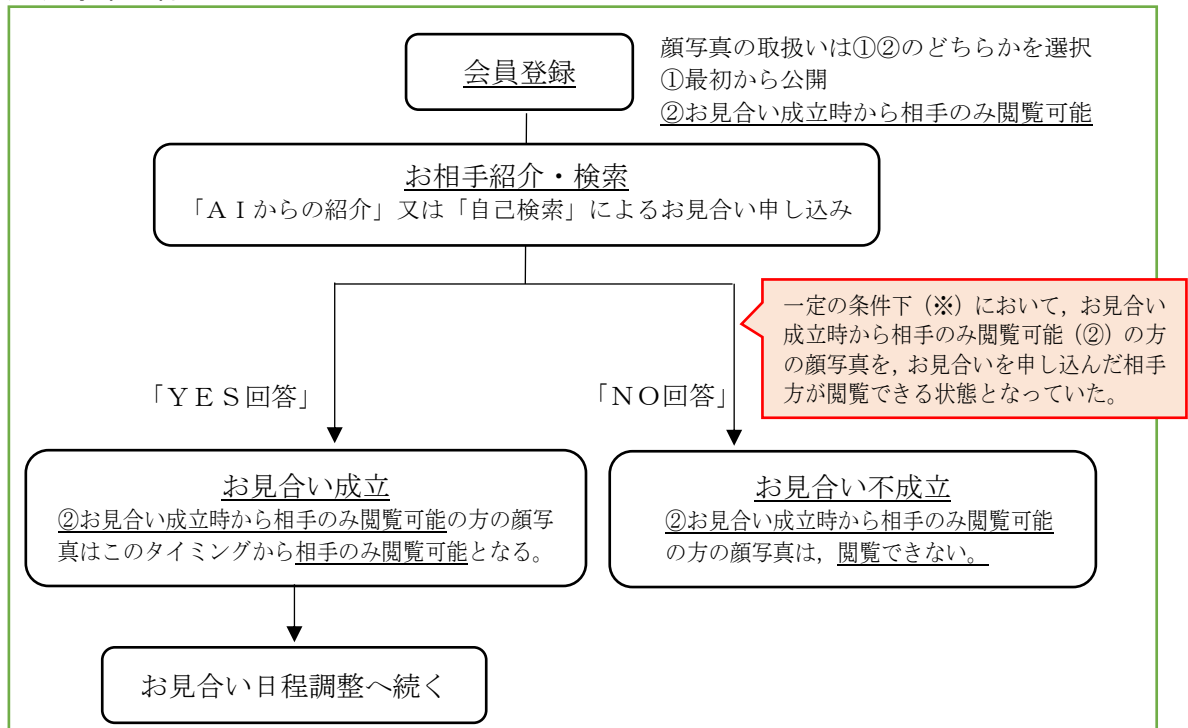 会員登録
顔写真の取扱いは①②のどちらかを選択
①最初から公開
②お見合い成立時から相手のみ閲覧可能
お相手紹介・検索
「ＡＩからの紹介」又は「自己検索」によるお見合い申し込み
一定の条件下（※）において，お見合い
成立時から相手のみ閲覧可能（②）の方
の顔写真を，お見合いを申し込んだ相手
方が閲覧できる状態となっていた。
「ＹＥＳ回答」
「ＮＯ回答」
お見合い成立
②お見合い成立時から相手のみ閲覧可能の方の顔写
真はこのタイミングから相手のみ閲覧可能となる。
お見合い不成立
②お見合い成立時から相手のみ閲覧可能
の方の顔写真は，閲覧できない。
お見合い日程調整へ続く